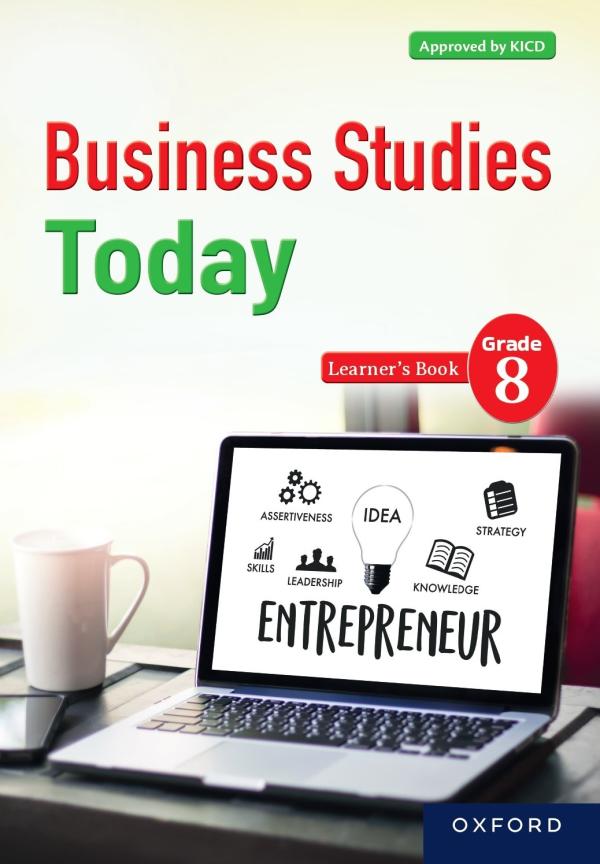 Approved by KICD
Business Studies
Today
Grade
8
Learner's Book
ASSERTIVENESS
IDEA
STRATEGY
SKILLS
LEADERSHIP
KNOWLEDGE
ENTREPRENEUR
OXFORD